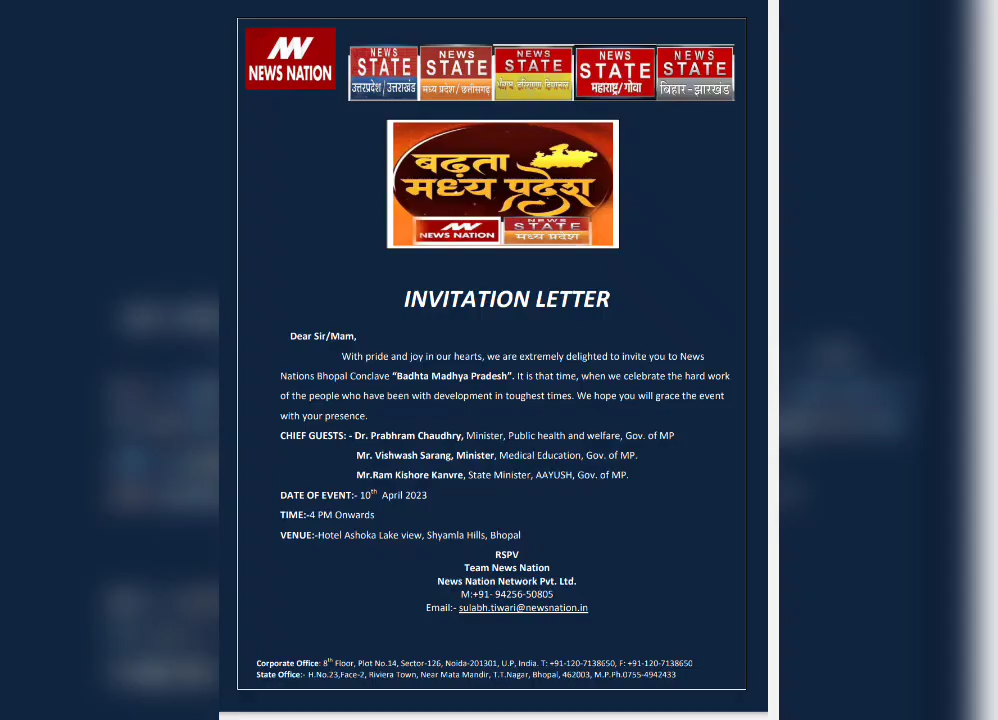 NEWS NATION
NEWS STATE उत्तरप्रदेश/उत्तराखंड
NEWS STATE मध्य प्रदेश/छत्तीसगढ़
NEWS STATE
NEWS STATE महाराष्ट्र/गोवा
NEWS STATE बिहार-झारखंड
बढ़ता
मध्य प्रदेश
NEWS NATION
NEWS STATE मध्य प्रदेश
INVITATION LETTER
Dear Sir/Mam,
With pride and joy in our hearts, we are extremely delighted to invite you to News
Nations Bhopal Conclave “Badhta Madhya Pradesh”. It is that time, when we celebrate the hard work
of the people who have been with development in toughest times. We hope you will grace the event
with your presence.
CHIEF GUESTS: - Dr. Prabhram Chaudhry, Minister, Public health and welfare, Gov. of MP
Mr. Vishwash Sarang, Minister, Medical Education, Gov. of MP.
Mr.Ram Kishore Kanvre, State Minister, AAYUSH, Gov. of MP.
DATE OF EVENT:- 10th April 2023
TIME:-4 PM Onwards
VENUE:-Hotel Ashoka Lake view, Shyamla Hills, Bhopal
RSPV
Team News Nation
News Nation Network Pvt. Ltd.
M:+91- 94256-50805
Email:- sulabh.tiwari@newsnation.in
Corporate Office: 8th Floor, Plot No.14, Sector-126, Noida-201301, U.P, India. T: +91-120-7138650, F: +91-120-7138650
State Office:- H.No.23,Face-2, Riviera Town, Near Mata Mandir, T.T.Nagar, Bhopal, 462003, M.P.Ph.0755-4942433